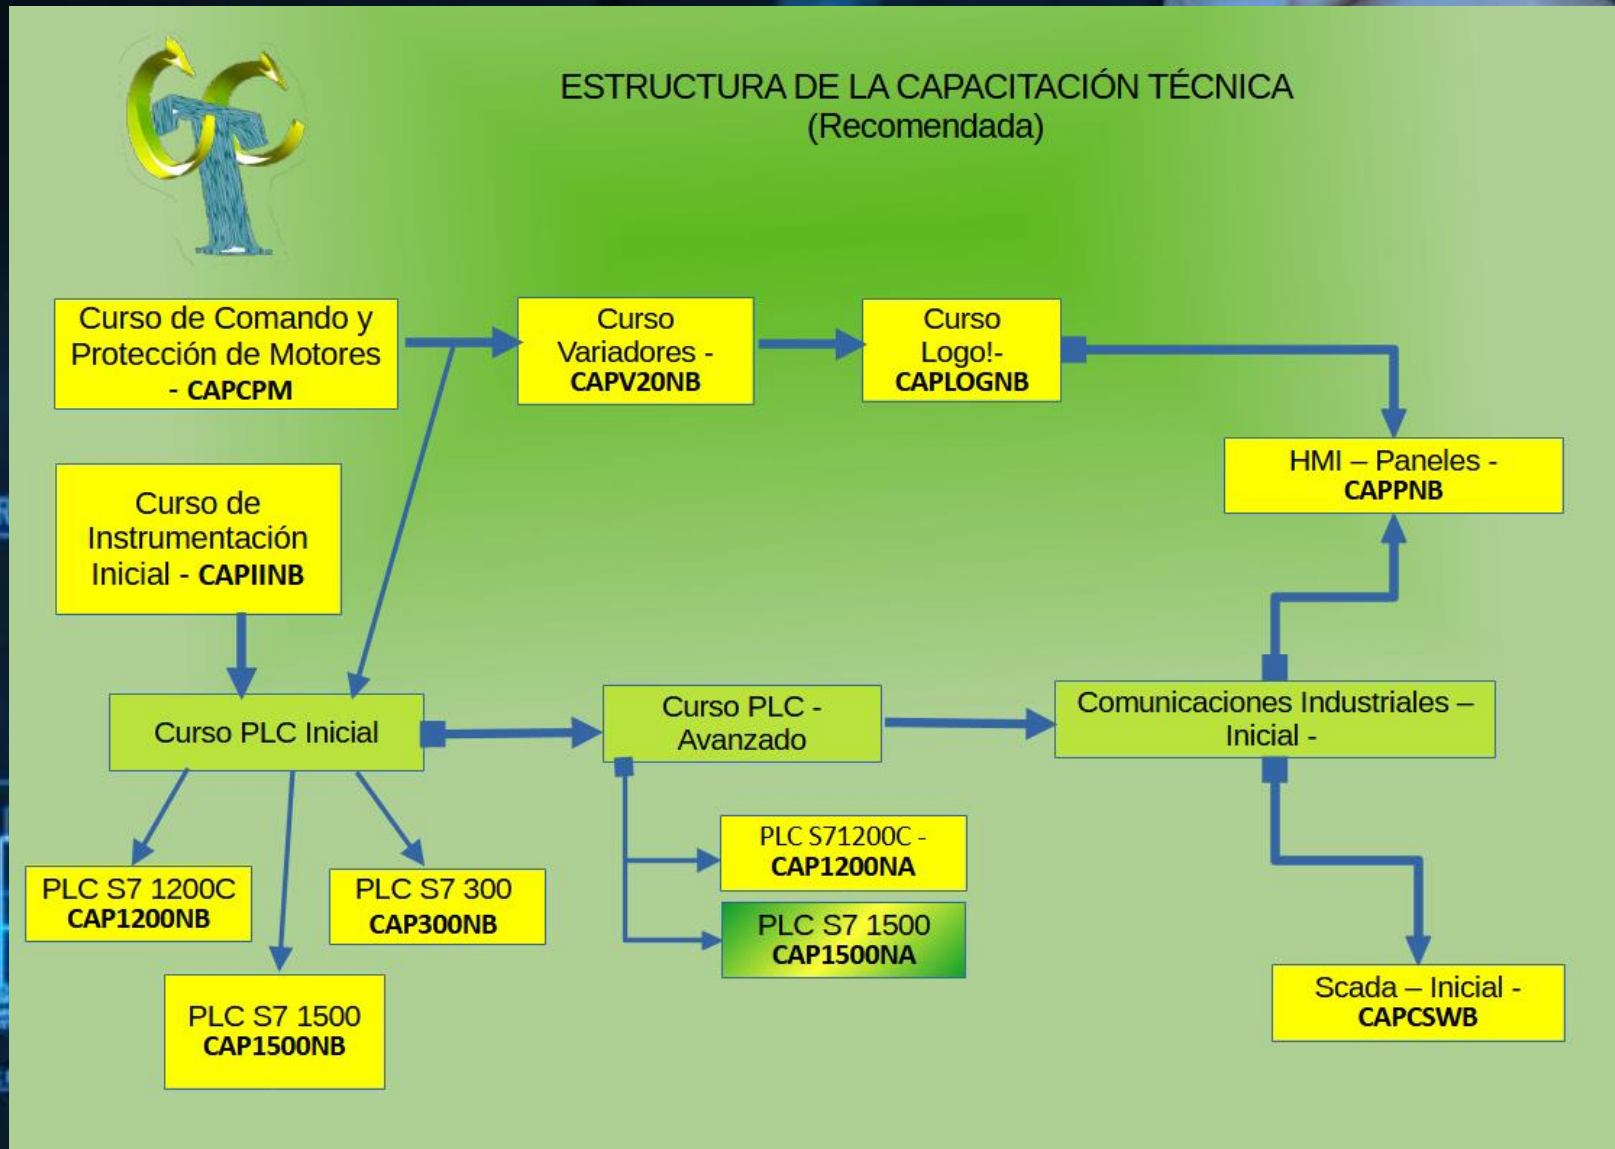 ESTRUCTURA DE LA CAPACITACIÓN TÉCNICA
(Recomendada)
Curso de Comando y
Protección de Motores
- CAPCPM
Curso
Variadores -
CAPV20NB
Curso
Logo!-
CAPLOGNB
HMI – Paneles -
CAPPNB
Curso de
Instrumentación
Inicial - CAPIINB
Curso PLC Inicial
Curso PLC -
Avanzado
Comunicaciones Industriales –
Inicial -
PLC S7 1200C
CAP1200NB
PLC S7 300
CAP300NB
PLC S7 1500
CAP1500NB
PLC S71200C -
CAP1200NA
PLC S7 1500
CAP1500NA
Scada – Inicial -
CAPCSWB